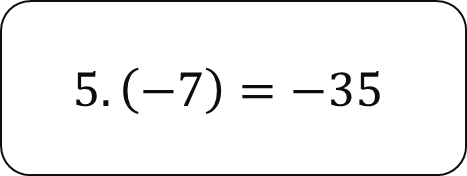 5. (−7) = −35